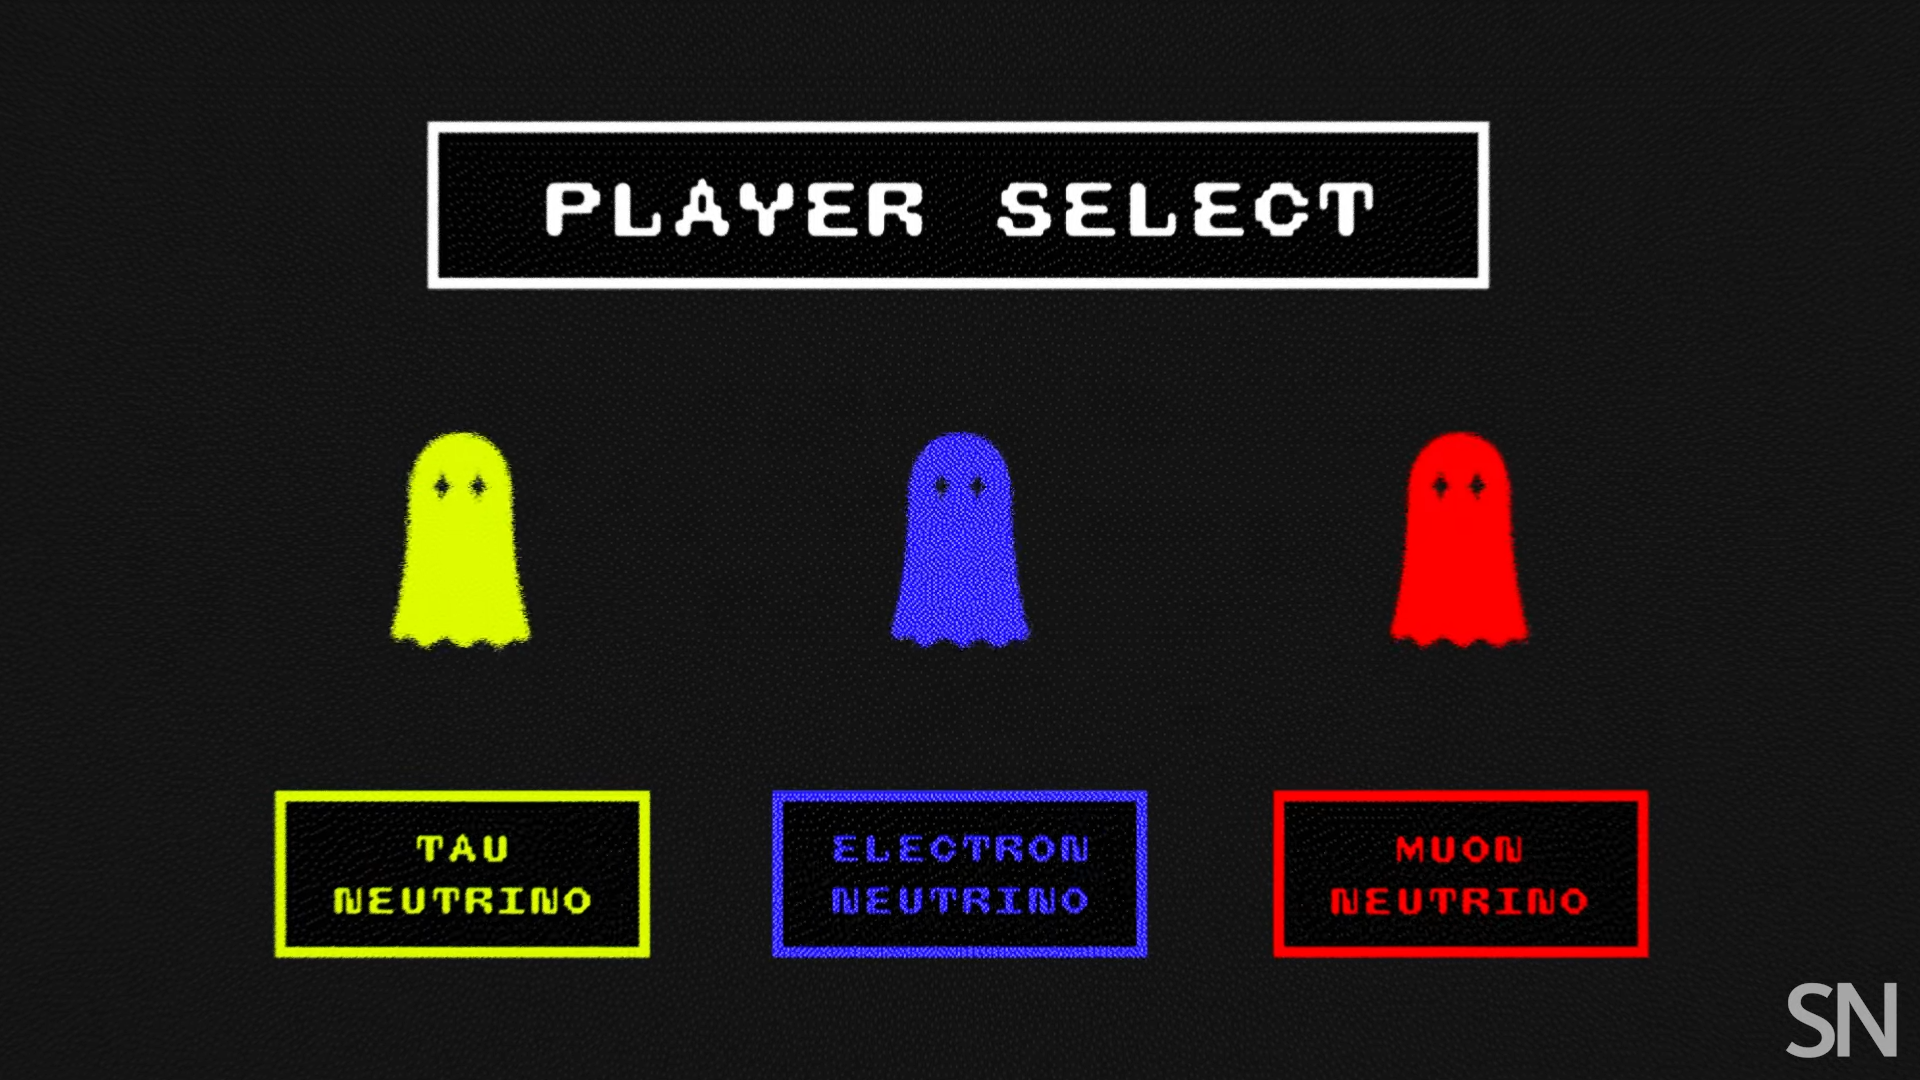 PLAYER SELECT
TAU
NEUTRINO
ELECTRON
NEUTRINO
MUON
NEUTRINO
SN